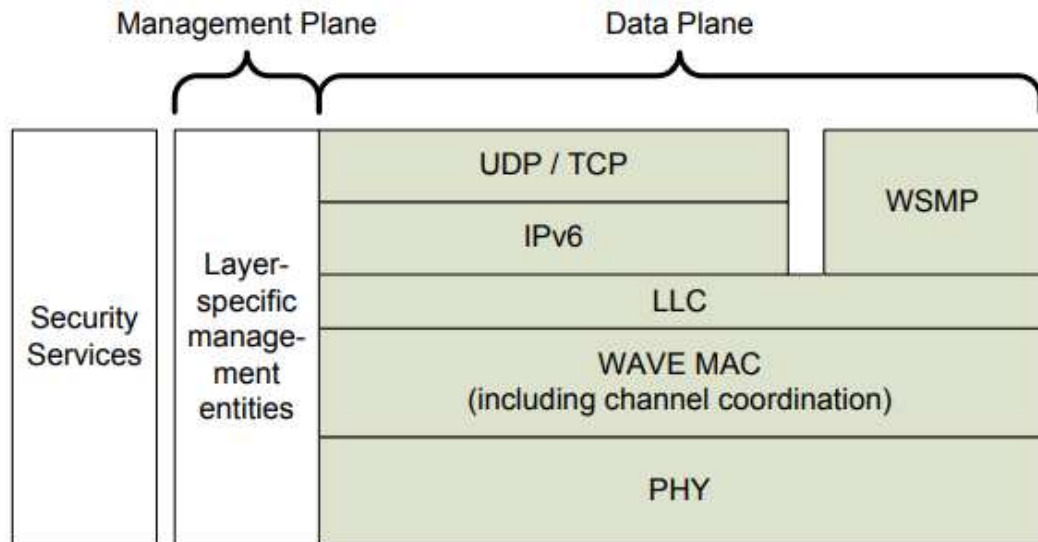 Management Plane
Data Plane
Security
Services
Layer-
specific
manage-
ment
entities
UDP / TCP
IPv6
WSMP
LLC
WAVE MAC
(including channel coordination)
PHY